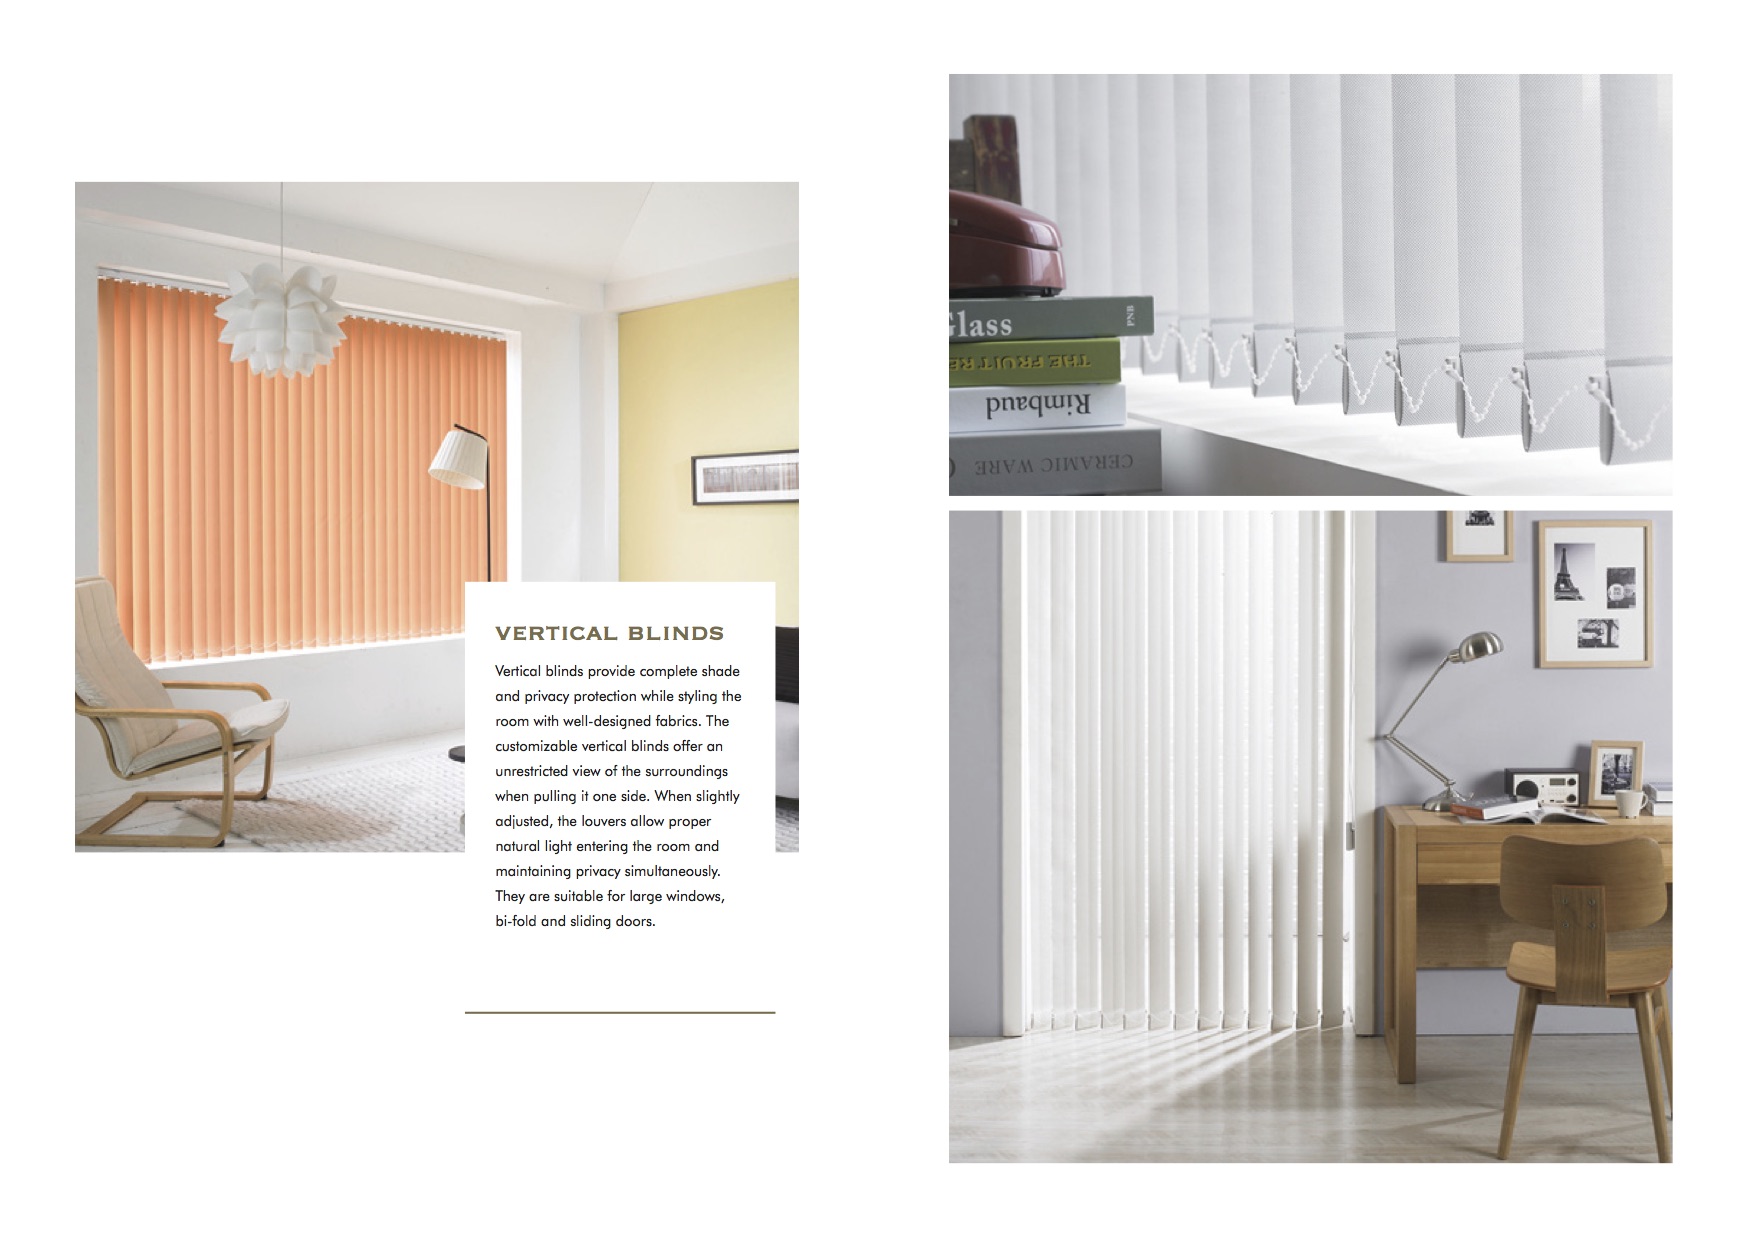 VERTICAL BLINDS
Vertical blinds provide complete shade
and privacy protection while styling the
room with well-designed fabrics. The
customizable vertical blinds offer an
unrestricted view of the surroundings
when pulling it one side. When slightly
adjusted, the louvers allow proper
natural light entering the room and
maintaining privacy simultaneously.
They are suitable for large windows,
bi-fold and sliding doors.
Glass PNB
THE FRUIT RE
Rimbaud
CERAMIC WARE